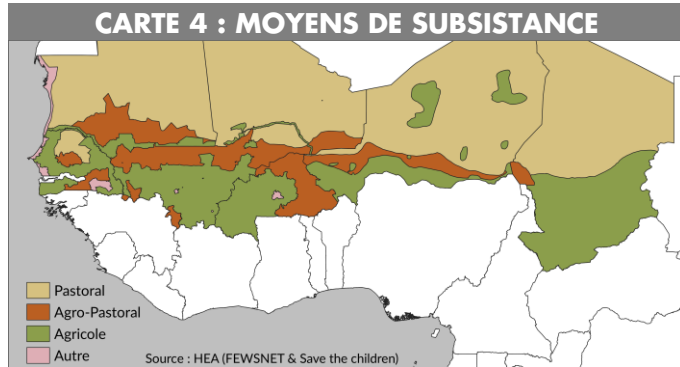 CARTE 4 : MOYENS DE SUBSISTANCE
Pastoral
Agro-Pastoral
Agricole
Autre
Source : HEA (FEWSNET & Save the children)